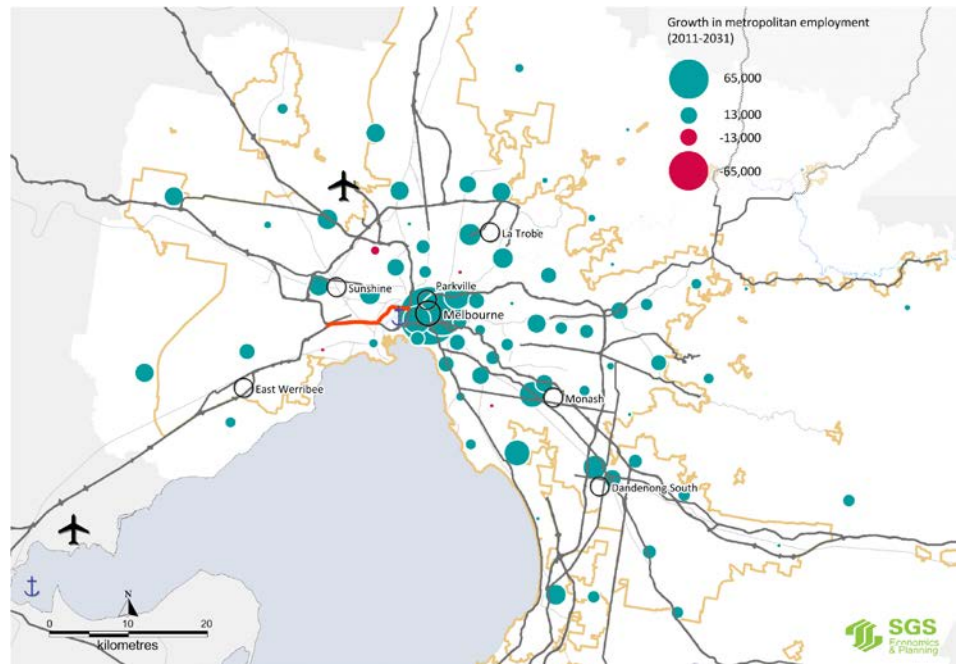 Growth in metropolitan employment
(2011-2031)
65,000
13,000
-13,000
-65,000
La Trobe
Sunshine
Parkville
Melbourne
East Werribee
Monash
Dandenong South
N
0 10 20
kilometres
SGS
Economics
& Planning